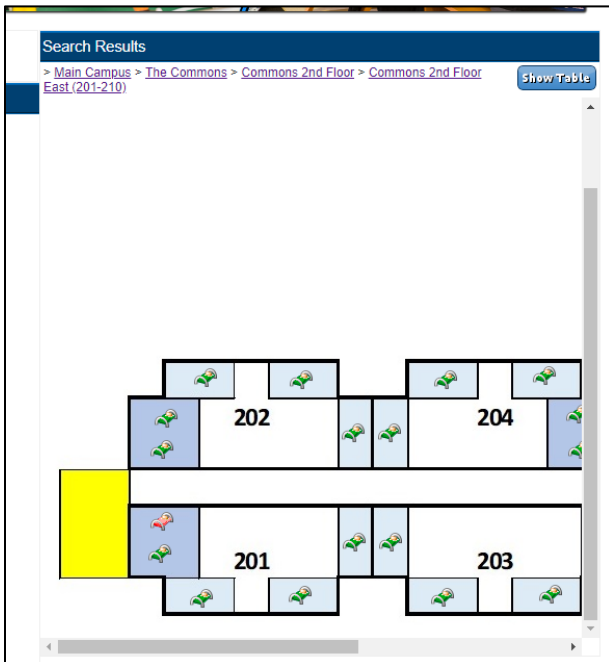 Search Results
> Main Campus > The Commons > Commons 2nd Floor > Commons 2nd Floor
East (201-210)
Show Table
202
204
201
203